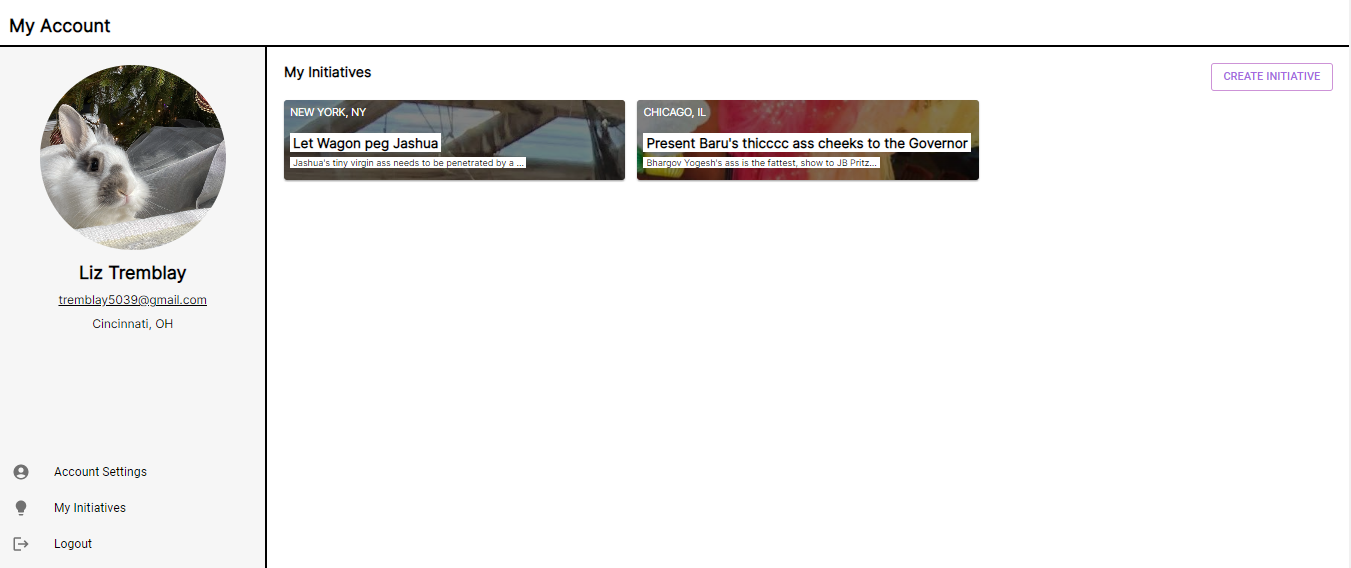 My Account
Liz Tremblay
tremblay5039@gmail.com
Cincinnati, OH
Account Settings
My Initiatives
Logout
My Initiatives
CREATE INITIATIVE
NEW YORK, NY
Let Wagon peg Jashua
Jashua's tiny virgin ass needs to be penetrated by a ...
CHICAGO, IL
Present Baru's thicccc ass cheeks to the Governor
Bhargov Yogesh's ass is the fattest, show to JB Pritz...